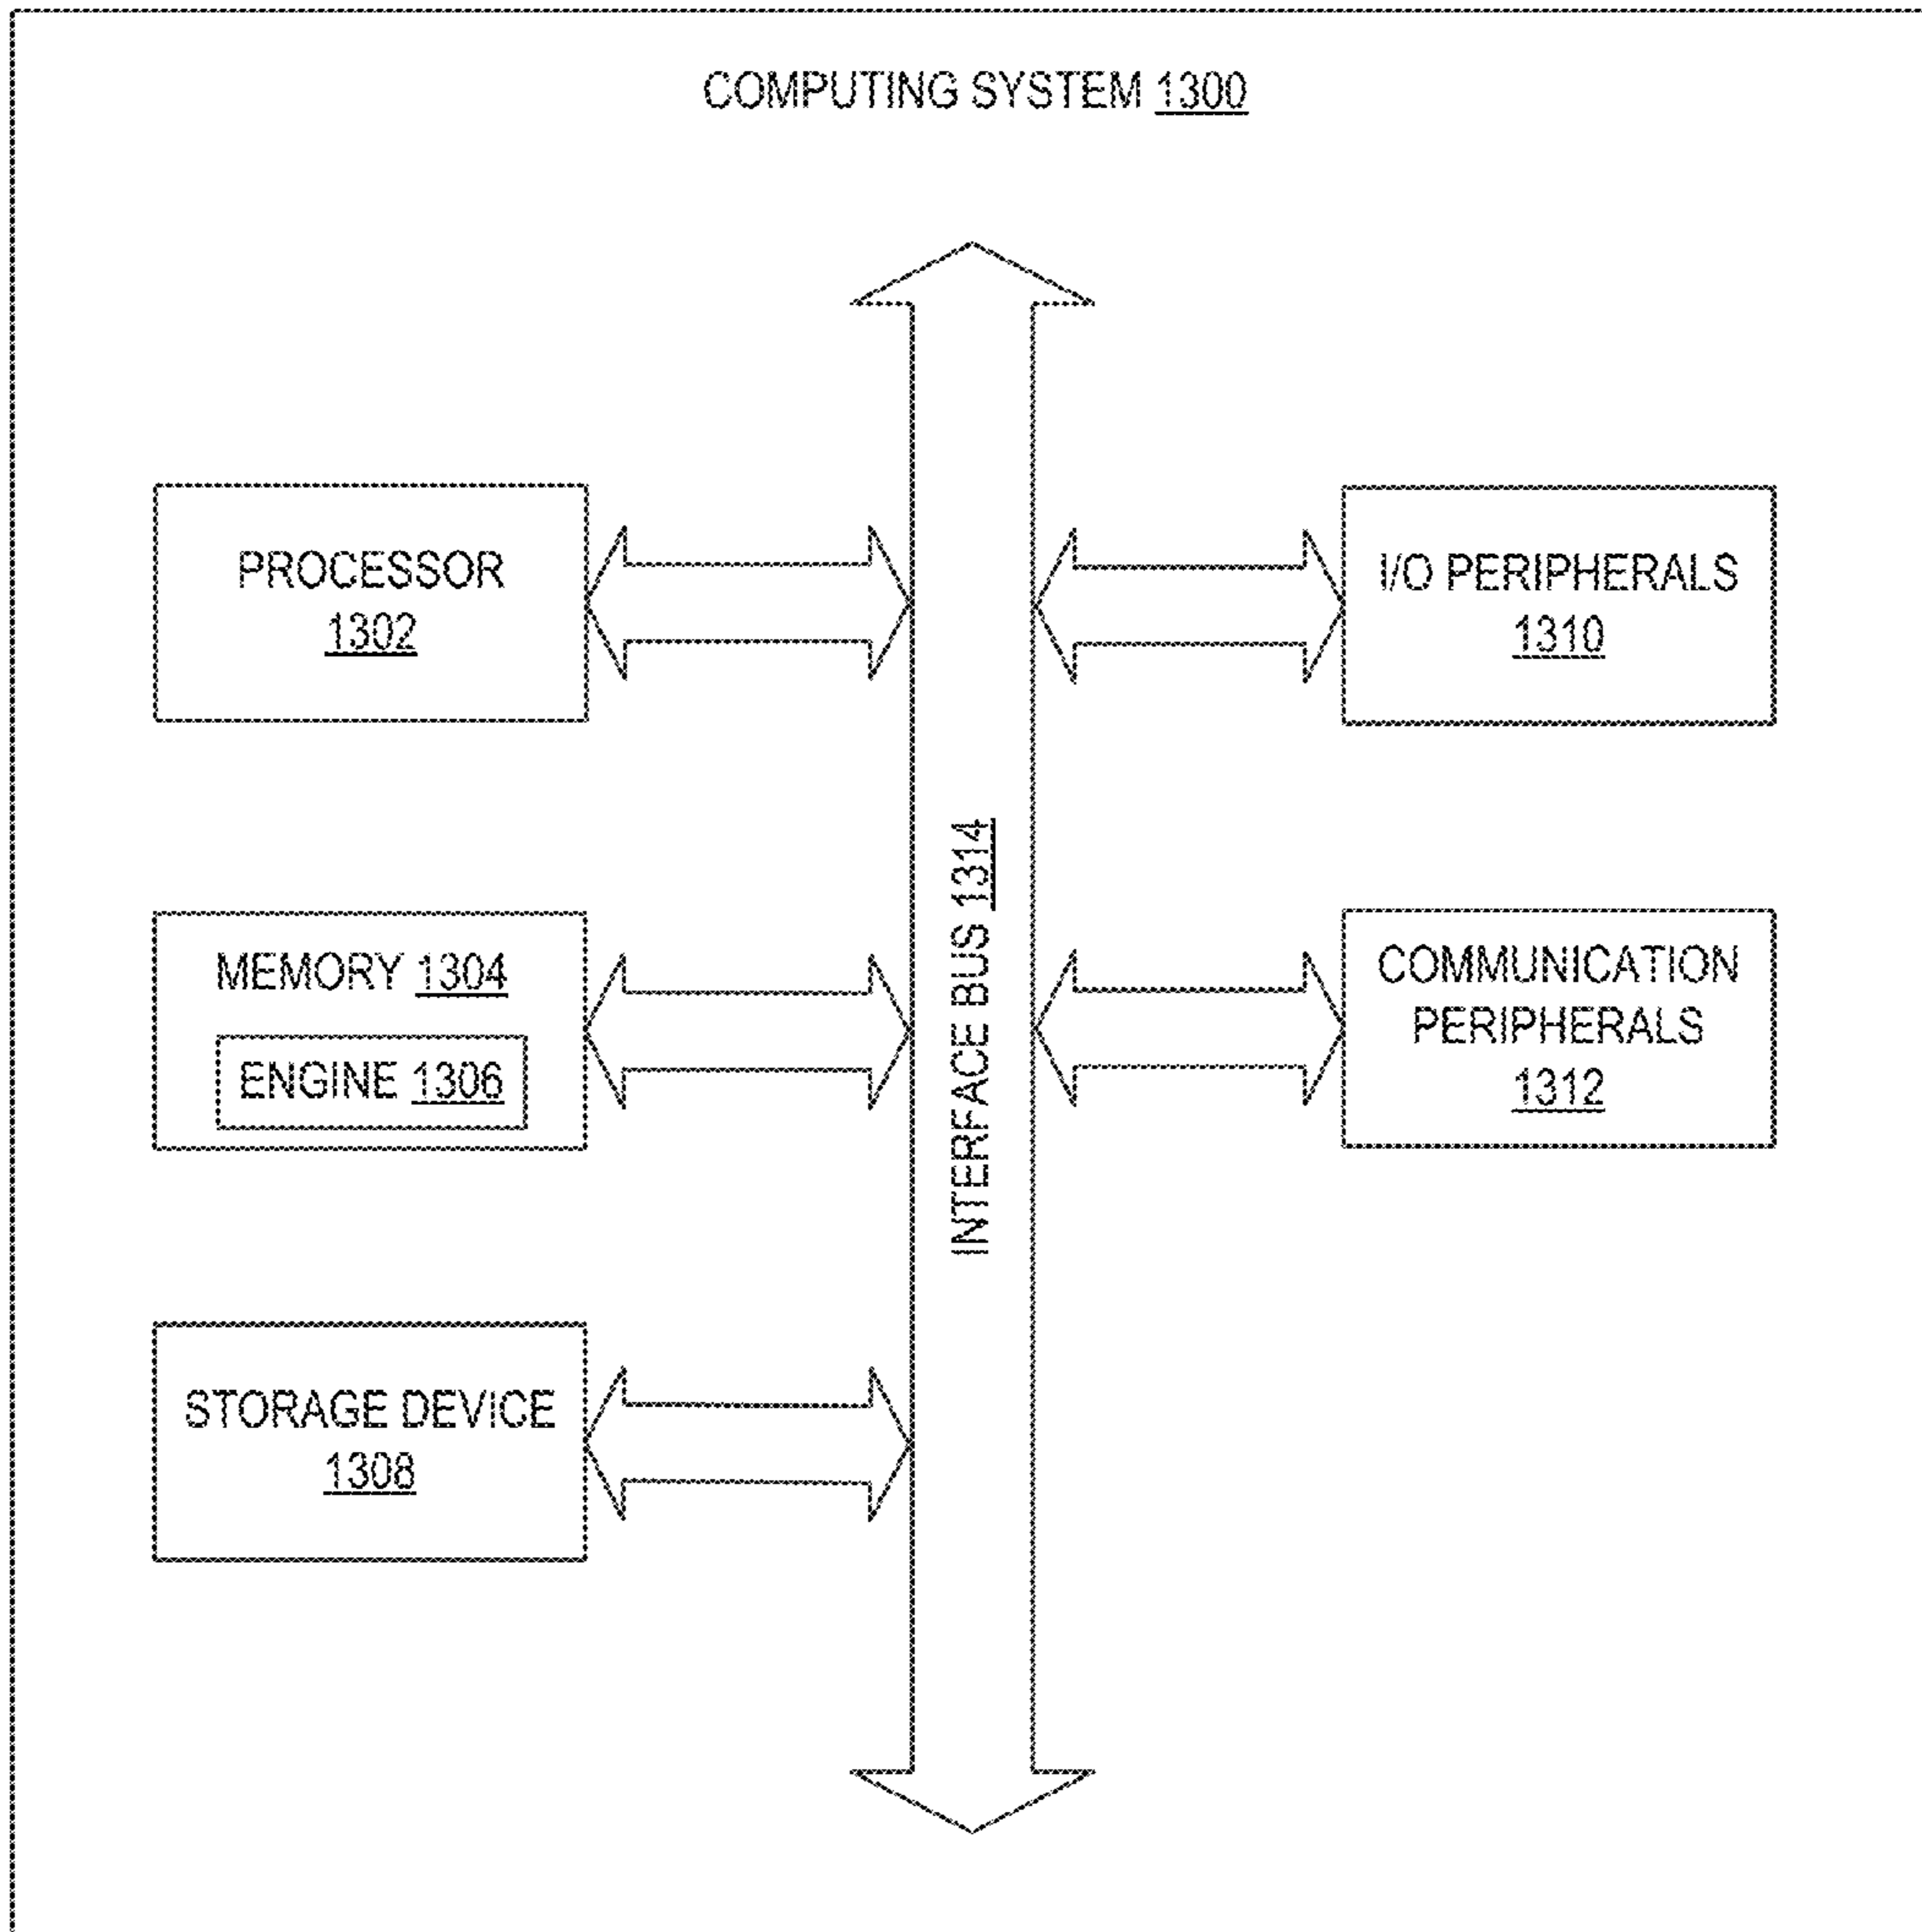 COMPUTING SYSTEM 1300
PROCESSOR
1302
I/O PERIPHERALS
1310
INTERFACE BUS 1314
MEMORY 1304
ENGINE 1306
COMMUNICATION
PERIPHERALS
1312
STORAGE DEVICE
1308